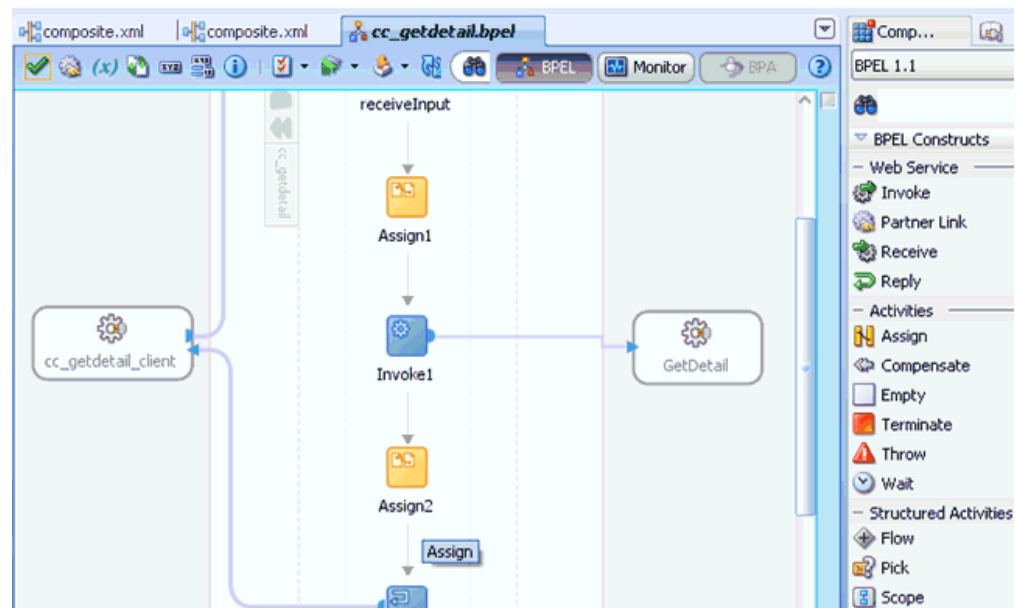 composite.xml
composite.xml
cc_getdetail.bpel
Comp...
(x)
XYZ
BPEL
Monitor
BPA
BPEL 1.1
receiveInput
cc_getdetail
Assign1
cc_getdetail_client
Invoke1
GetDetail
Assign2
Assign
BPEL Constructs
Web Service
Invoke
Partner Link
Receive
Reply
Activities
Assign
Compensate
Empty
Terminate
Throw
Wait
Structured Activities
Flow
Pick
Scope